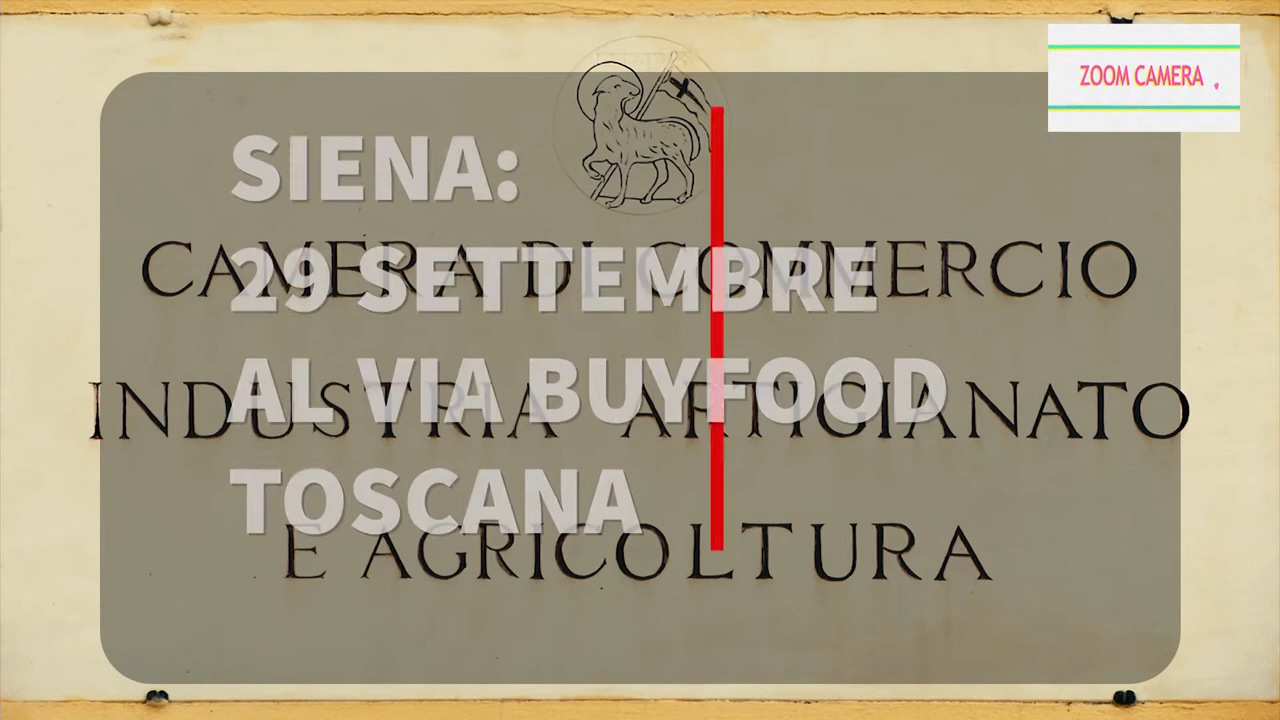 ZOOM CAMERA
SIENA:
29 SETTEMBRE
AL VIA BUYFOOD
TOSCANA
CAMERA DI COMMERCIO
INDUSTRIA ARTIGIANATO
E AGRICOLTURA